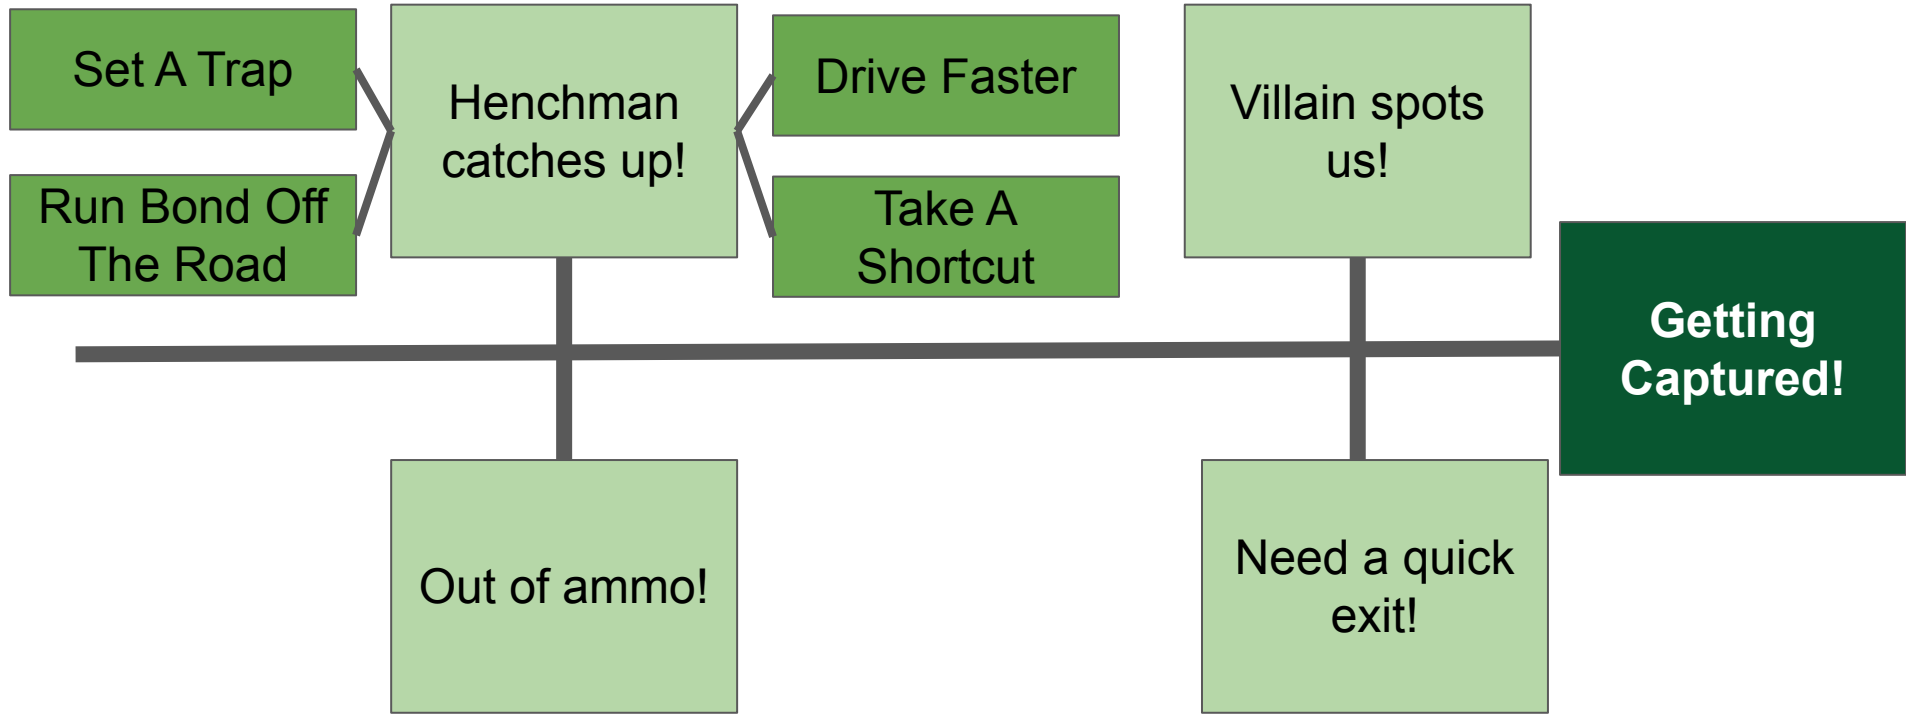 Set A Trap
Run Bond Off
The Road
Henchman
catches up!
Drive Faster
Take A
Shortcut
Villain spots
us!
Getting
Captured!
Out of ammo!
Need a quick
exit!